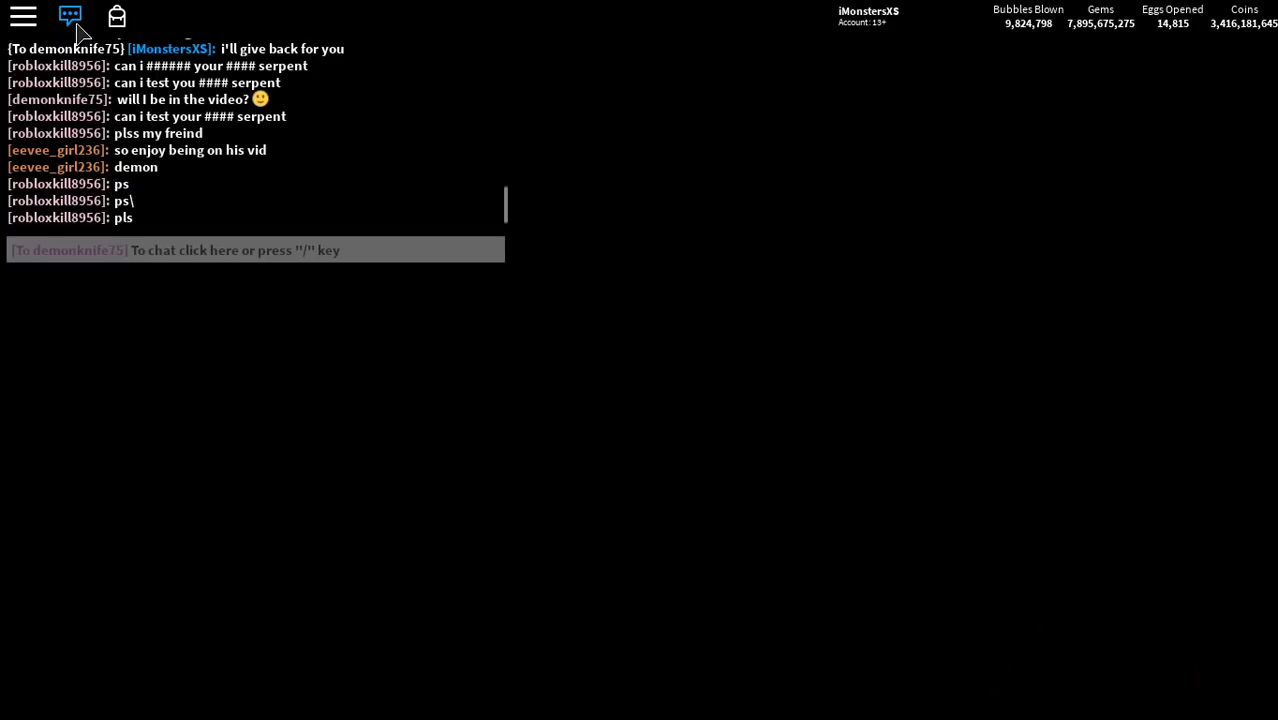 iMonstersXS
Account: 13+
Bubbles Blown
9,824,798
Gems
7,895,675,275
Eggs Opened
14,815
Coins
3,416,181,645
{To demonknife75} [iMonstersXS]: i'll give back for you
[robloxkill8956]: can i ###### your #### serpent
[robloxkill8956]: can i test you #### serpent
[demonknife75]: will I be in the video? 🙂
[robloxkill8956]: can i test your #### serpent
[robloxkill8956]: plss my freind
[eevee_girl236]: so enjoy being on his vid
[eevee_girl236]: demon
[robloxkill8956]: ps
[robloxkill8956]: ps\
[robloxkill8956]: pls
[To demonknife75] To chat click here or press "/" key